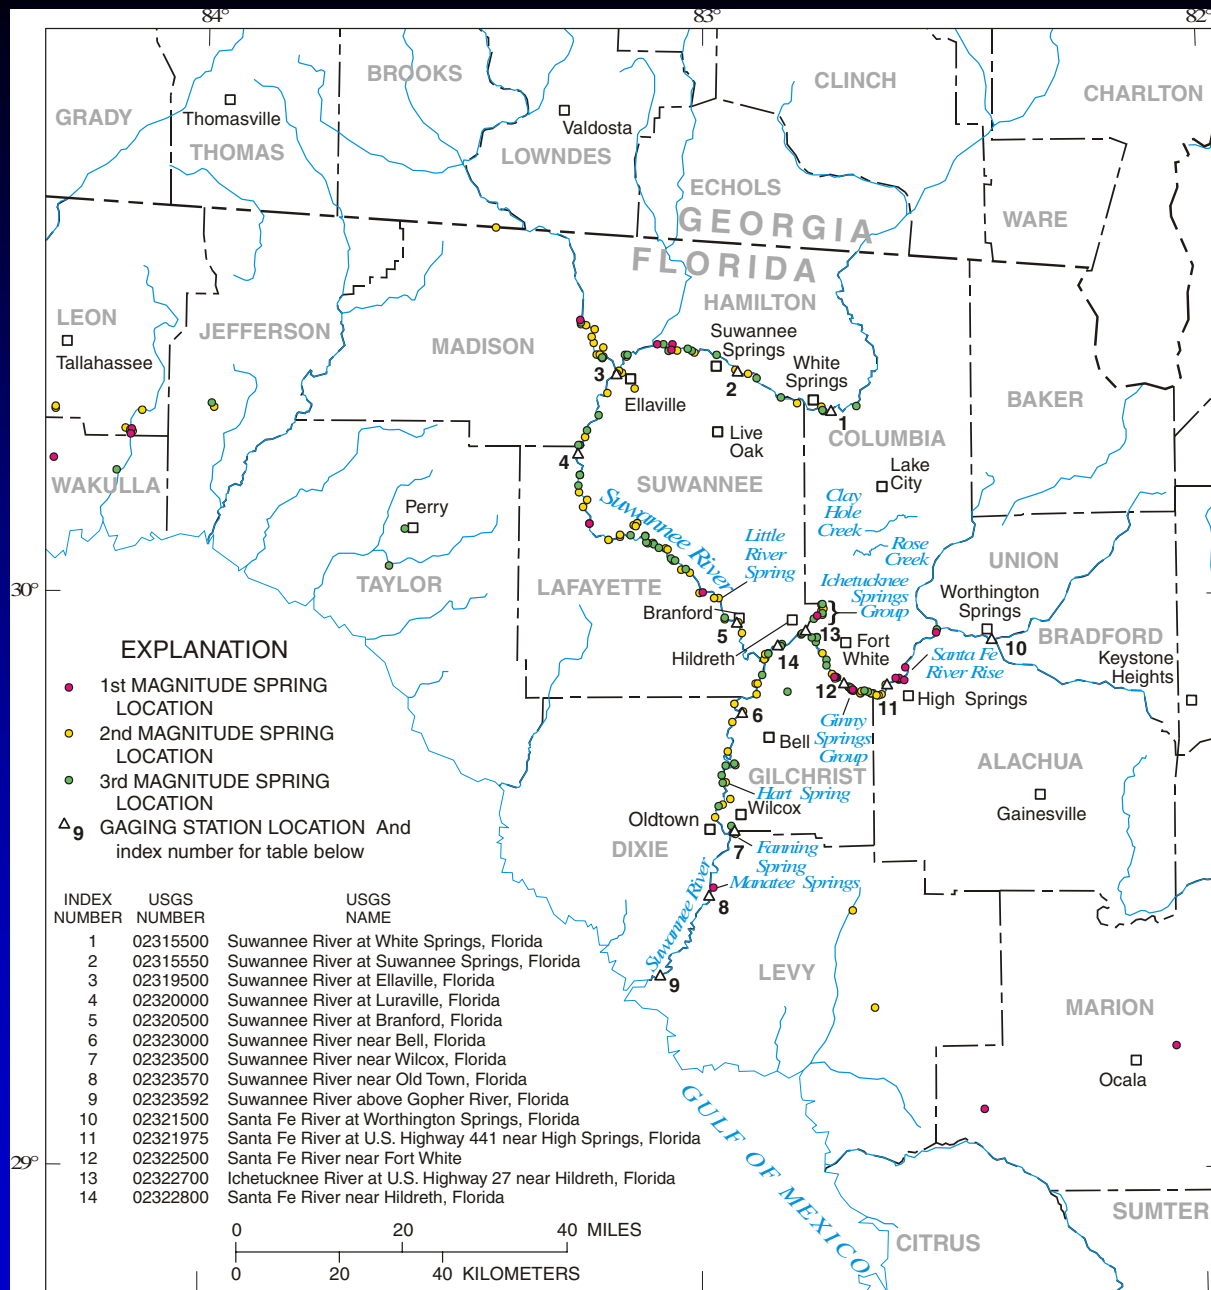 84°
83°
82°
BROOKS
CLINCH
CHARLTON
GRADY
Thomasville
Valdosta
THOMAS
LOWNDES
ECHOLS
WARE
GEORGIA
FLORIDA
HAMILTON
LEON
JEFFERSON
MADISON
Tallahassee
Suwannee
Springs
White
Springs
3
2
1
Ellaville
BAKER
Live
Oak
COLUMBIA
4
Lake
City
WAKULLA
SUWANNEE
Clay
Hole
Creek
Perry
Suwannee River
Little
River
Spring
Rose
Creek
UNION
TAYLOR
LAFAYETTE
Ichetucknee
Springs
Group
30°
Worthington
Springs
Branford
5
13
Fort
White
10
BRADFORD
Hildreth
14
Santa Fe
River Rise
Keystone
Heights
12
11
High Springs
6
Bell
Ginny
Springs
Group
GILCHRIST
ALACHUA
Hart Spring
Wilcox
Gainesville
Oldtown
DIXIE
7
Fanning
Spring
Manatee Springs
8
Suwannee River
9
LEVY
MARION
Ocala
GULF OF MEXICO
29°
SUMTER
CITRUS
EXPLANATION
1st MAGNITUDE SPRING
LOCATION
2nd MAGNITUDE SPRING
LOCATION
3rd MAGNITUDE SPRING
LOCATION
9 GAGING STATION LOCATION And
index number for table below
INDEX NUMBER USGS NUMBER USGS NAME
1 02315500 Suwannee River at White Springs, Florida
2 02315550 Suwannee River at Suwannee Springs, Florida
3 02319500 Suwannee River at Ellaville, Florida
4 02320000 Suwannee River at Luraville, Florida
5 02320500 Suwannee River at Branford, Florida
6 02323000 Suwannee River near Bell, Florida
7 02323500 Suwannee River near Wilcox, Florida
8 02323570 Suwannee River near Old Town, Florida
9 02323592 Suwannee River above Gopher River, Florida
10 02321500 Santa Fe River at Worthington Springs, Florida
11 02321975 Santa Fe River at U.S. Highway 441 near High Springs, Florida
12 02322500 Santa Fe River near Fort White
13 02322700 Ichetucknee River at U.S. Highway 27 near Hildreth, Florida
14 02322800 Santa Fe River near Hildreth, Florida
0 20 40 MILES
0 20 40 KILOMETERS